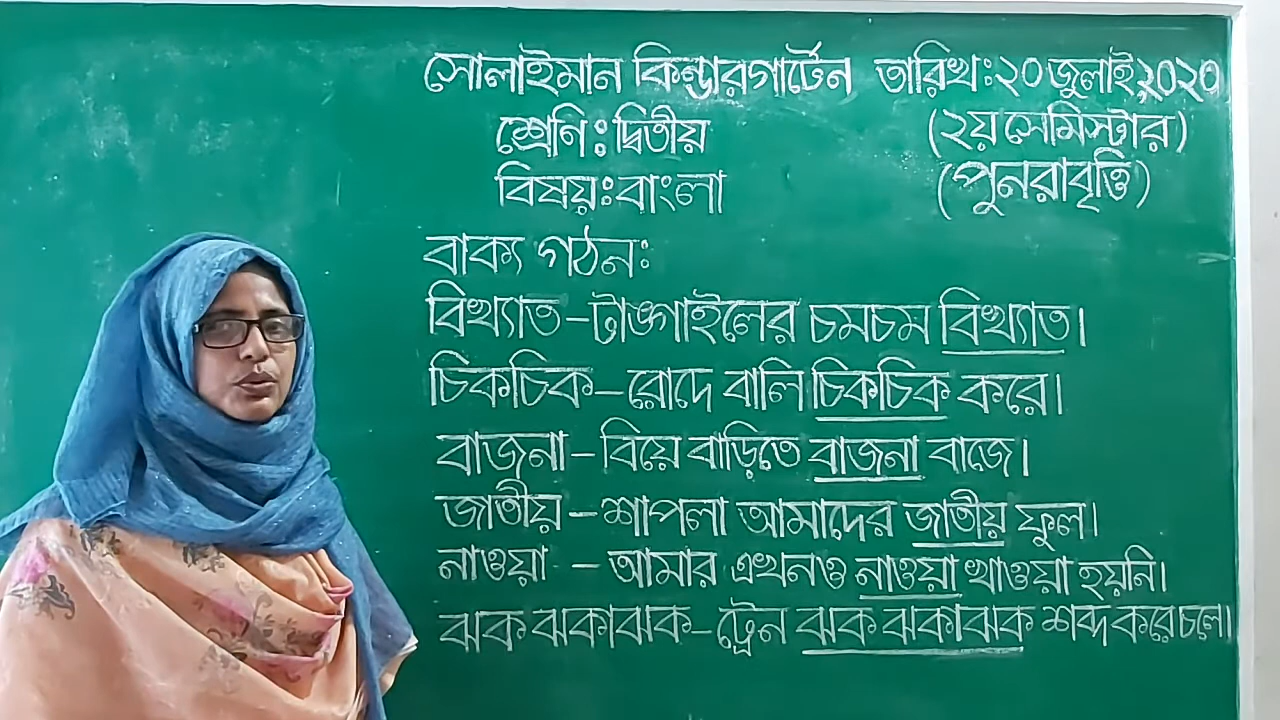 সোলাইমান কিন্ডারগার্টেন তারিখঃ২০ জুলাই,২০২০
শ্রেণি ঃ দ্বিতীয় (২য় সেমিস্টার)
বিষয়ঃ বাংলা (পুনরাবৃত্তি)
বাক্য গঠনঃ
বিখ্যাত - টাঙ্গাইলের চমচম বিখ্যাত।
চিকচিক - রোদে বালি চিকচিক করে।
বাজনা - বিয়ে বাড়িতে বাজনা বাজে।
জাতীয় - শাপলা আমাদের জাতীয় ফুল।
নাওয়া - আমার এখনও নাওয়া খাওয়া হয়নি।
ঝক ঝকাঝক - ট্রেন ঝক ঝকাঝক শব্দ করে চলে।